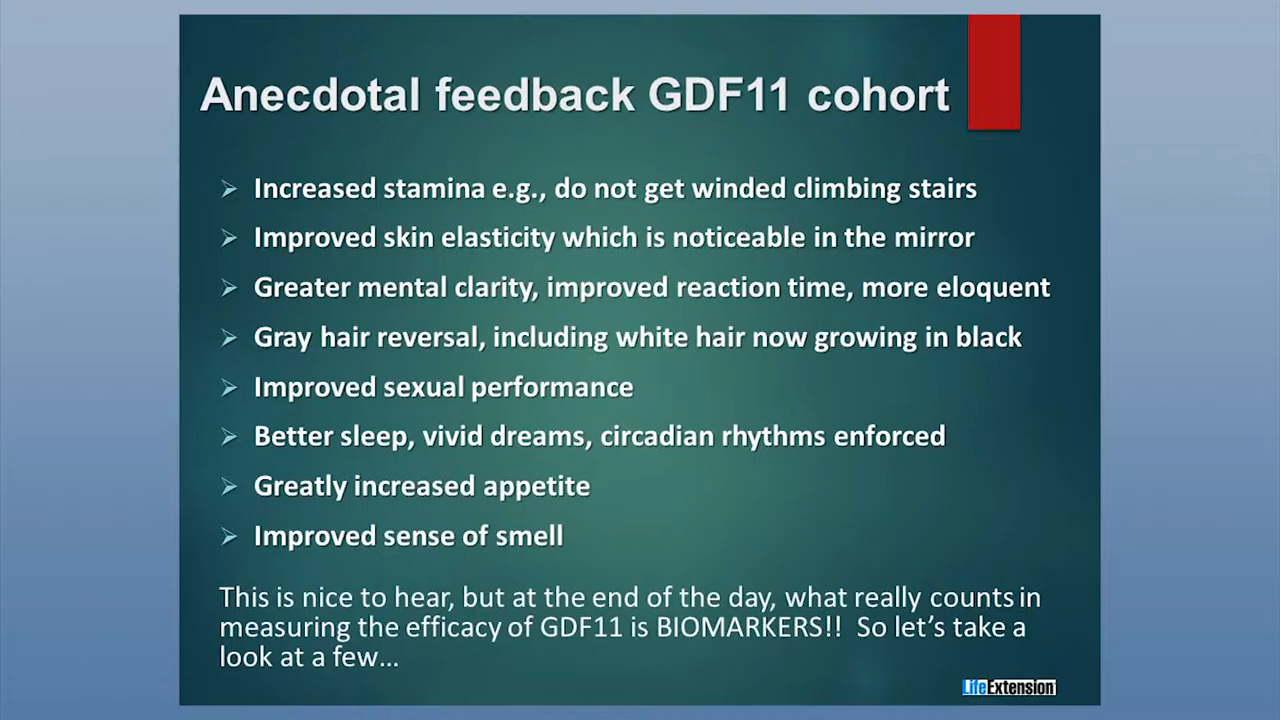 Anecdotal feedback GDF11 cohort
Increased stamina e.g., do not get winded climbing stairs
Improved skin elasticity which is noticeable in the mirror
Greater mental clarity, improved reaction time, more eloquent
Gray hair reversal, including white hair now growing in black
Improved sexual performance
Better sleep, vivid dreams, circadian rhythms enforced
Greatly increased appetite
Improved sense of smell
This is nice to hear, but at the end of the day, what really counts in
measuring the efficacy of GDF11 is BIOMARKERS!! So let’s take a
look at a few…
LifeExtension